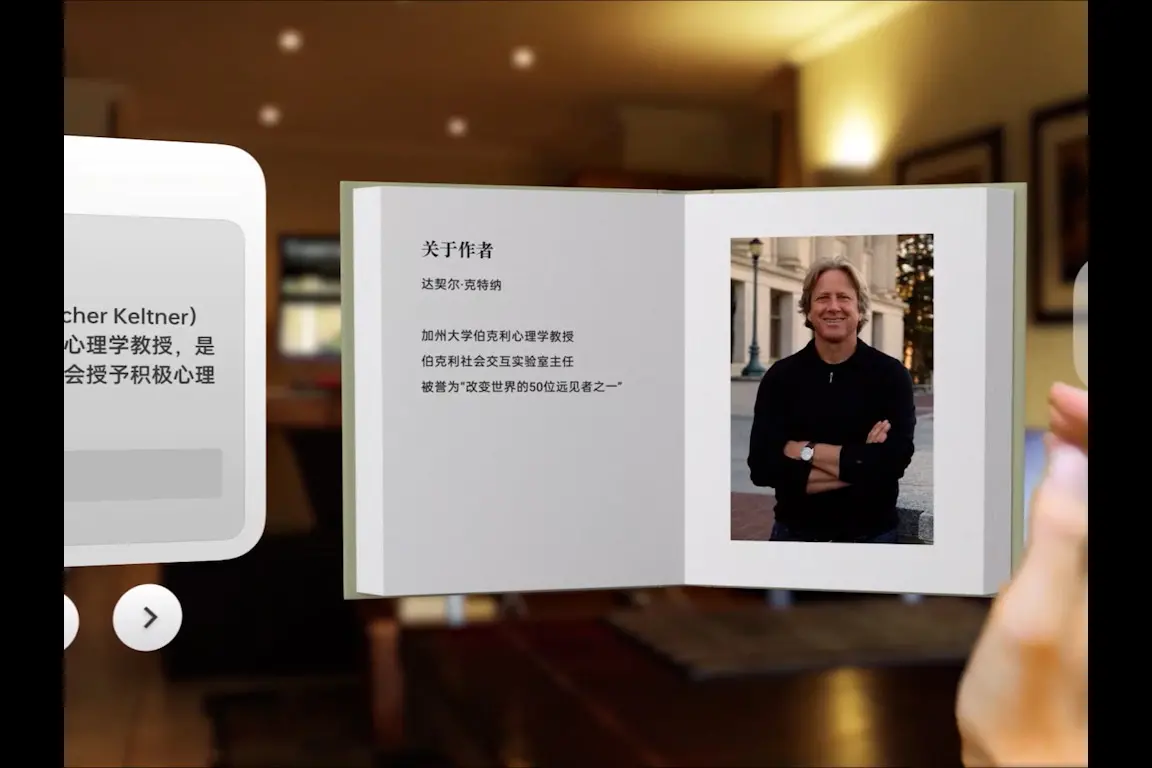 cher Keltner)
心理学教授，是
会授予积极心理
关于作者
达契尔·克特纳
加州大学伯克利心理学教授
伯克利社会交互实验室主任
被誉为“改变世界的50位远见者之一”